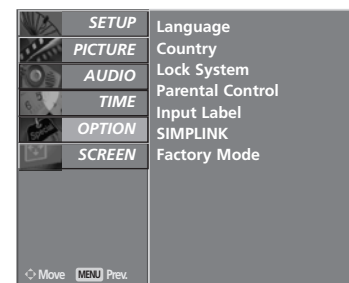 SETUP
PICTURE
AUDIO
TIME
OPTION
SCREEN
Language
Country
Lock System
Parental Control
Input Label
SIMPLINK
Factory Mode
Move MENU Prev.